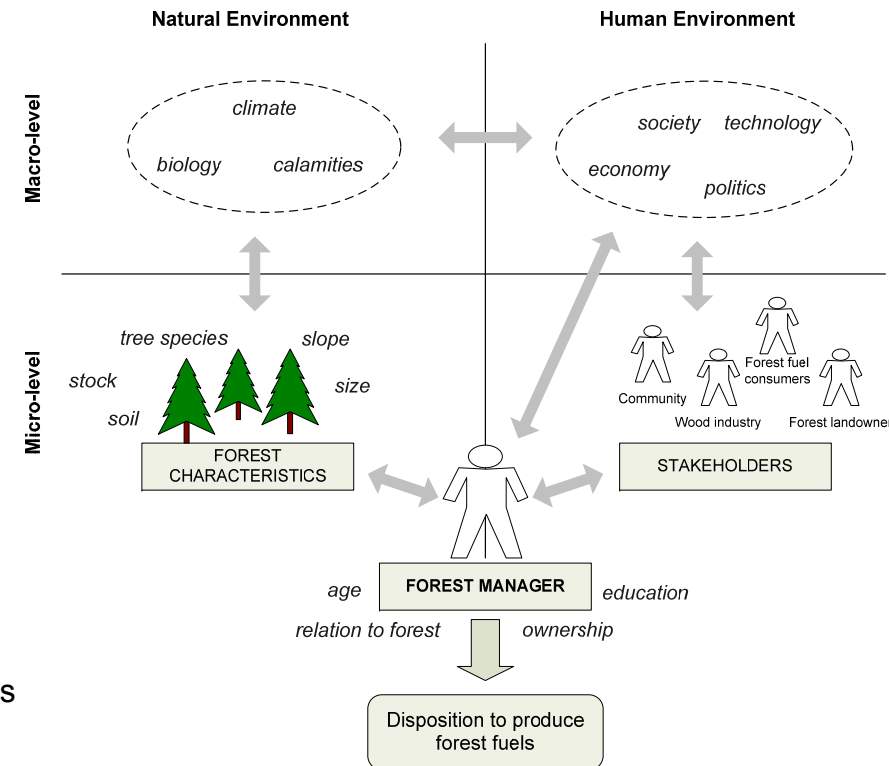 Natural Environment
Human Environment
Macro-level
climate
biology
calamities
society
technology
economy
politics
Micro-level
tree species
slope
stock
size
soil
FOREST
CHARACTERISTICS
Community
Wood industry
Forest fuel
consumers
Forest landowner
STAKEHOLDERS
FOREST MANAGER
age
education
relation to forest
ownership
Disposition to produce
forest fuels
s